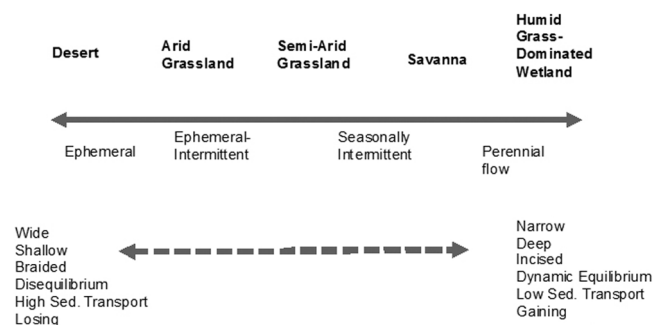 Desert
Arid
Grassland
Semi-Arid
Grassland
Savanna
Humid
Grass-
Dominated
Wetland
Ephemeral
Ephemeral-
Intermittent
Seasonally
Intermittent
Perennial
flow
Wide
Shallow
Braided
Disequilibrium
High Sed. Transport
Losing
Narrow
Deep
Incised
Dynamic Equilibrium
Low Sed. Transport
Gaining